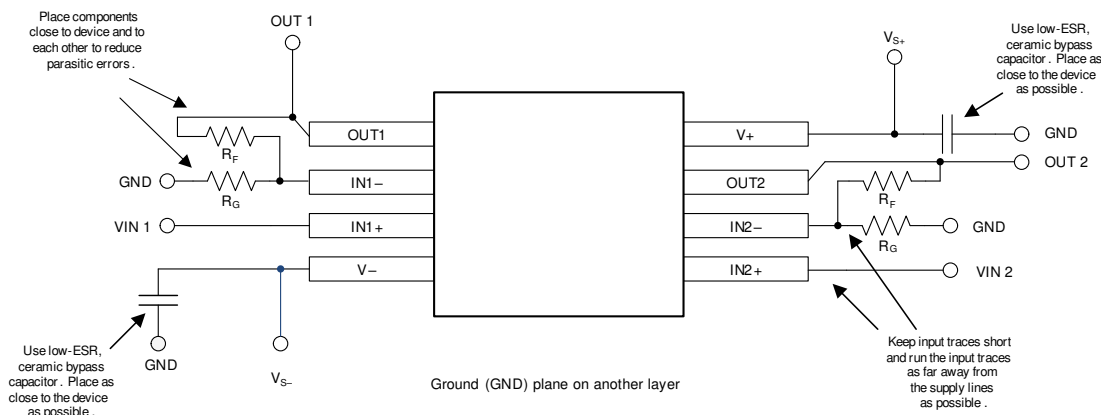 Place components
close to device and to
each other to reduce
parasitic errors .
OUT 1
OUT1
RF
GND
RG
IN1−
VIN 1
IN1+
V−
GND
VS−
Use low-ESR,
ceramic bypass
capacitor . Place as
close to the device
as possible .
VS+
Use low-ESR,
ceramic bypass
capacitor . Place as
close to the device
as possible .
V+
GND
OUT 2
OUT2
RF
IN2−
RG
GND
IN2+
VIN 2
Keep input traces short
and run the input traces
as far away from
the supply lines
as possible .
Ground (GND) plane on another layer